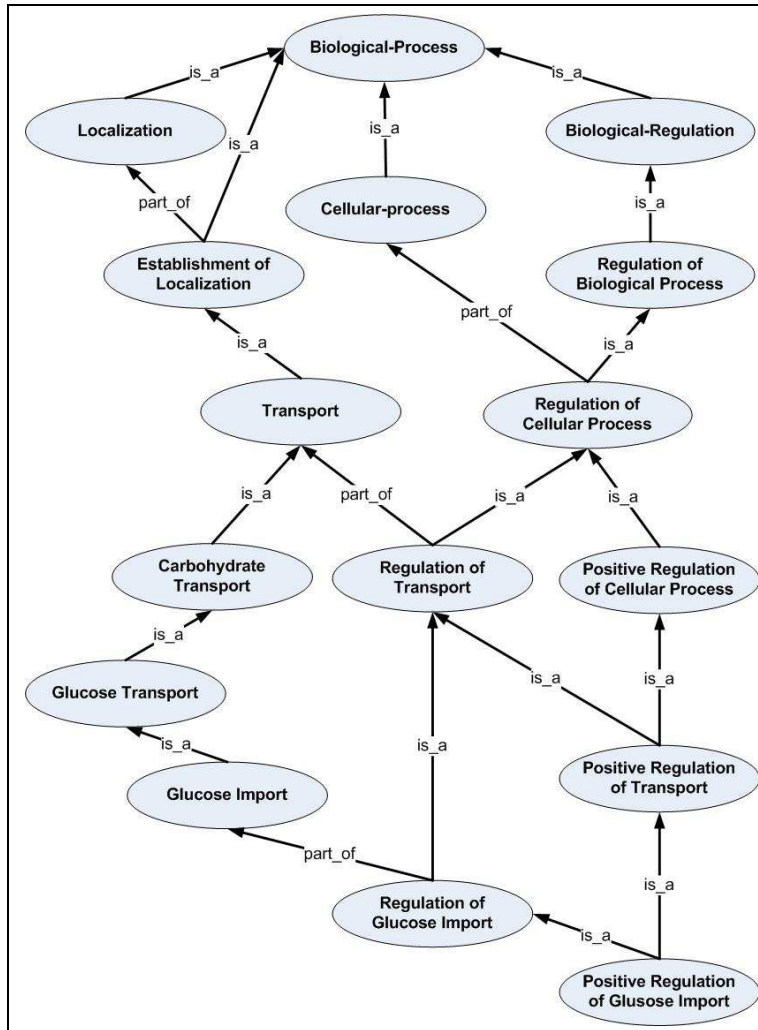 Biological-Process
is_a
is_a
Localization
is_a
is_a
Biological-Regulation
part_of
Cellular-process
is_a
Establishment of
Localization
Regulation of
Biological Process
part_of
is_a
is_a
Transport
Regulation of
Cellular Process
is_a
part_of
is_a
is_a
Carbohydrate
Transport
Regulation of
Transport
Positive Regulation
of Cellular Process
is_a
Glucose Transport
is_a
is_a
is_a
is_a
Glucose Import
Positive Regulation
of Transport
part_of
is_a
Regulation of
Glucose Import
is_a
Positive Regulation
of Glusose Import